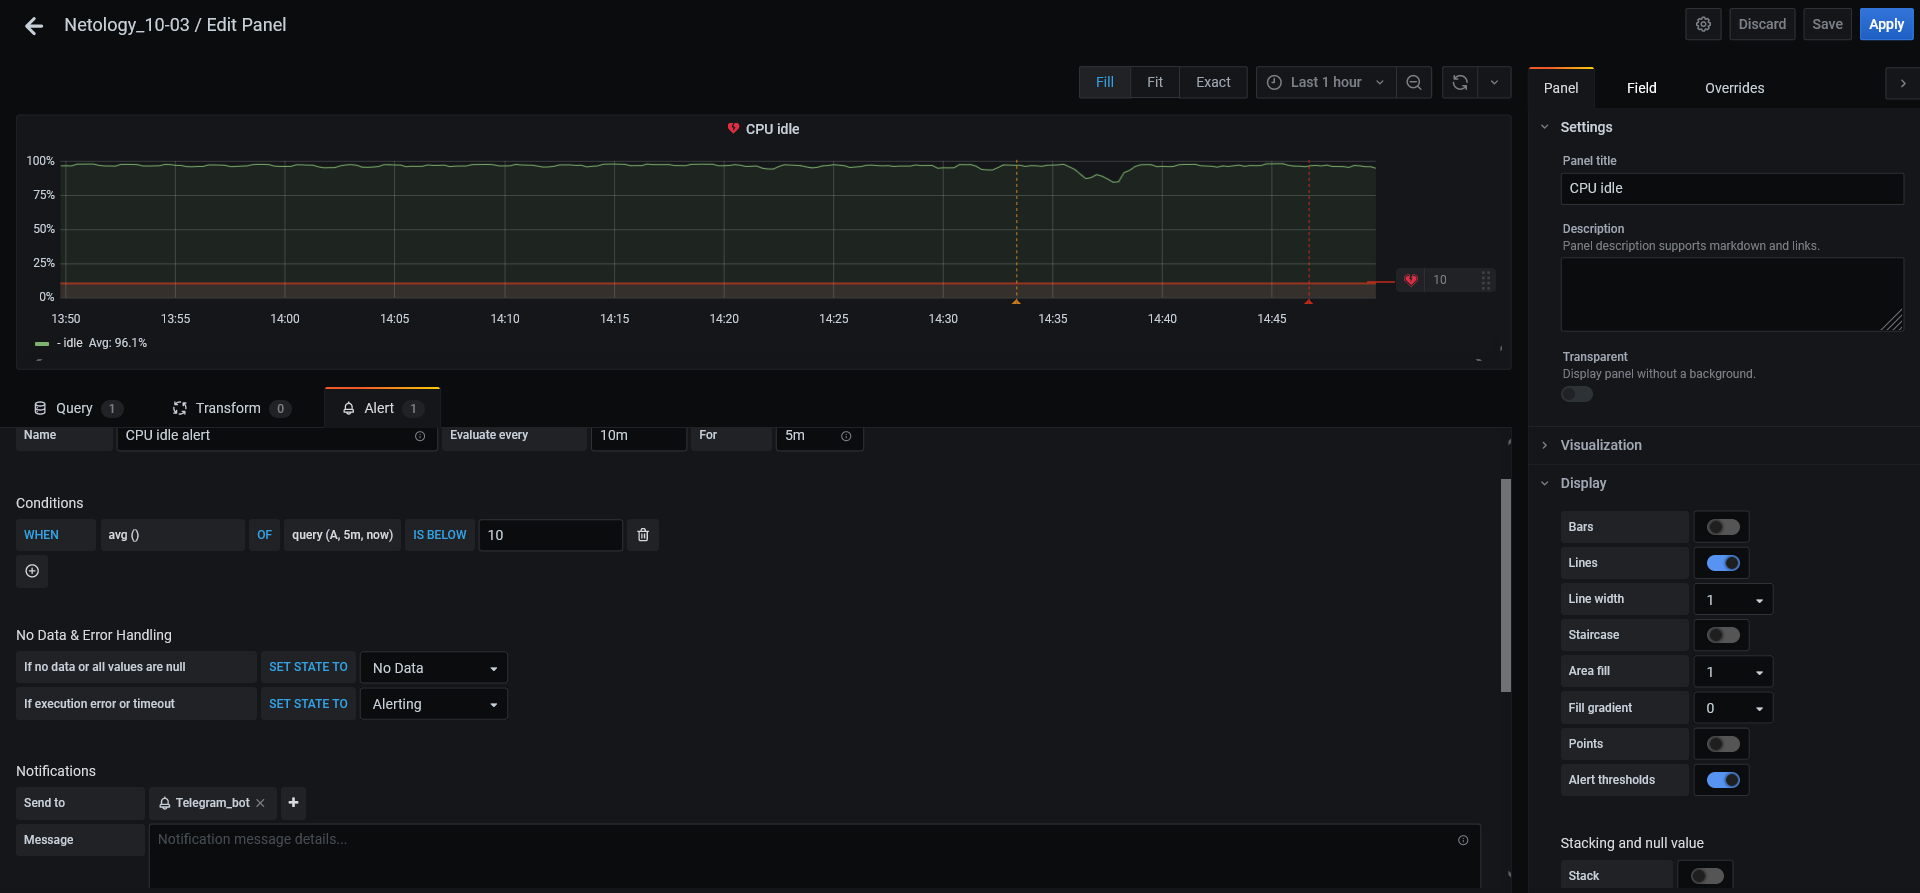 Netology_10-03 / Edit Panel
Discard
Save
Apply
Fill
Fit
Exact
Last 1 hour
CPU idle
100%
75%
50%
25%
0%
10
13:50 13:55 14:00 14:05 14:10 14:15 14:20 14:25 14:30 14:35 14:40 14:45
- idle Avg: 96.1%
Query 1
Transform 0
Alert 1
Name CPU idle alert Evaluate every 10m For 5m
Conditions
WHEN avg () OF query (A, 5m, now) IS BELOW 10
No Data & Error Handling
If no data or all values are null SET STATE TO No Data
If execution error or timeout SET STATE TO Alerting
Notifications
Send to Telegram_bot
Message Notification message details...
Panel
Field
Overrides
Settings
Panel title
CPU idle
Description
Panel description supports markdown and links.
Transparent
Display panel without a background.
Visualization
Display
Bars
Lines
Line width 1
Staircase
Area fill 1
Fill gradient 0
Points
Alert thresholds
Stacking and null value
Stack